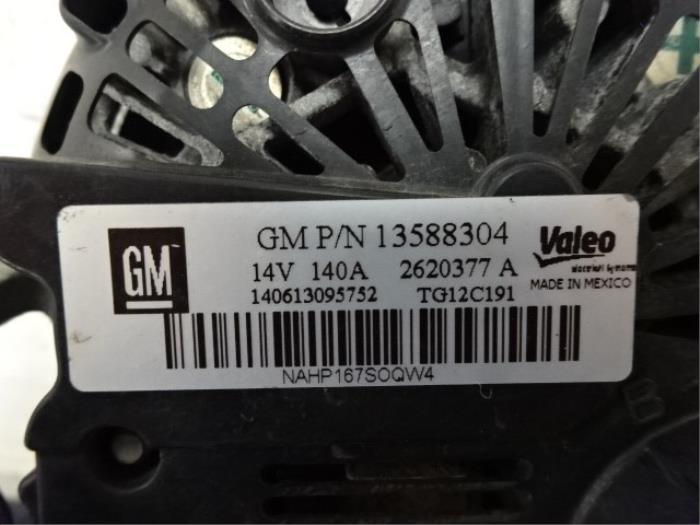 GM
GM P/N 13588304
Valeo
14V 140A 2620377 A
MADE IN MEXICO
140613095752 TG12C191
NAHP167SOQW4
B